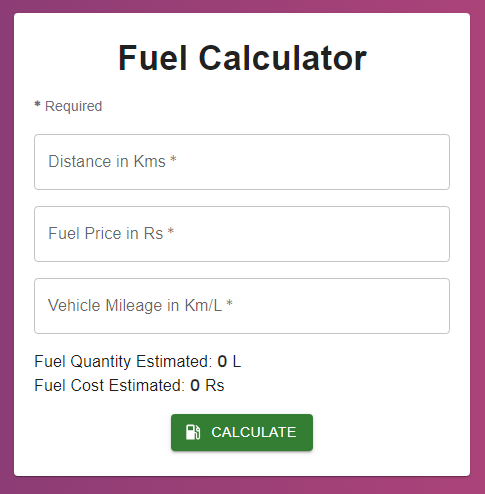 Fuel Calculator
* Required
Distance in Kms *
Fuel Price in Rs *
Vehicle Mileage in Km/L *
Fuel Quantity Estimated: 0 L
Fuel Cost Estimated: 0 Rs
CALCULATE